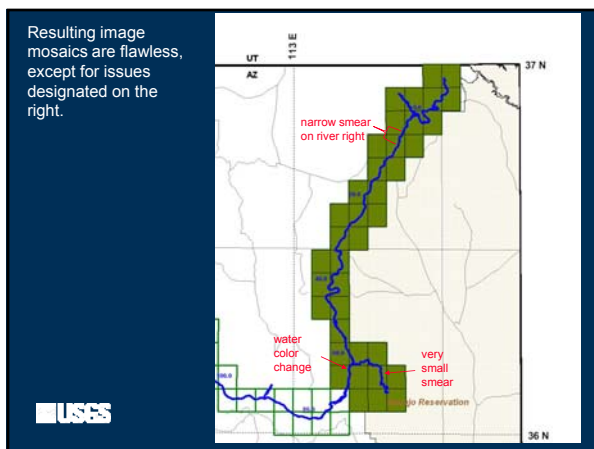 Resulting image
mosaics are flawless,
except for issues
designated on the
right.
113 E
UT
AZ
37 N
narrow smear
on river right
water
color
change
very
small
smear
Reservation
36 N
USGS